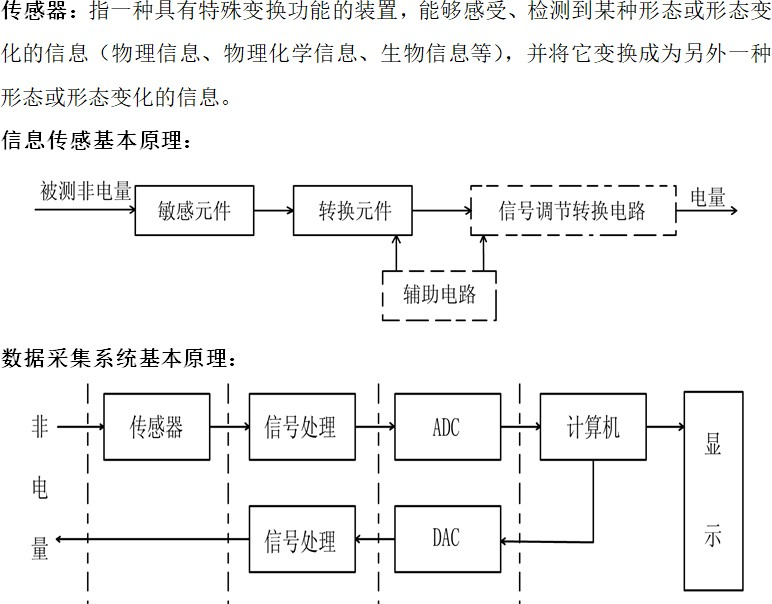 传感器：指一种具有特殊变换功能的装置，能够感受、检测到某种形态或形态变
化的信息（物理信息、物理化学信息、生物信息等），并将它变换成为另外一种
形态或形态变化的信息。
信息传感基本原理：
被测非电量
敏感元件
转换元件
信号调节转换电路
电量
辅助电路
数据采集系统基本原理：
非电量
传感器
信号处理
ADC
计算机
显示
信号处理
DAC